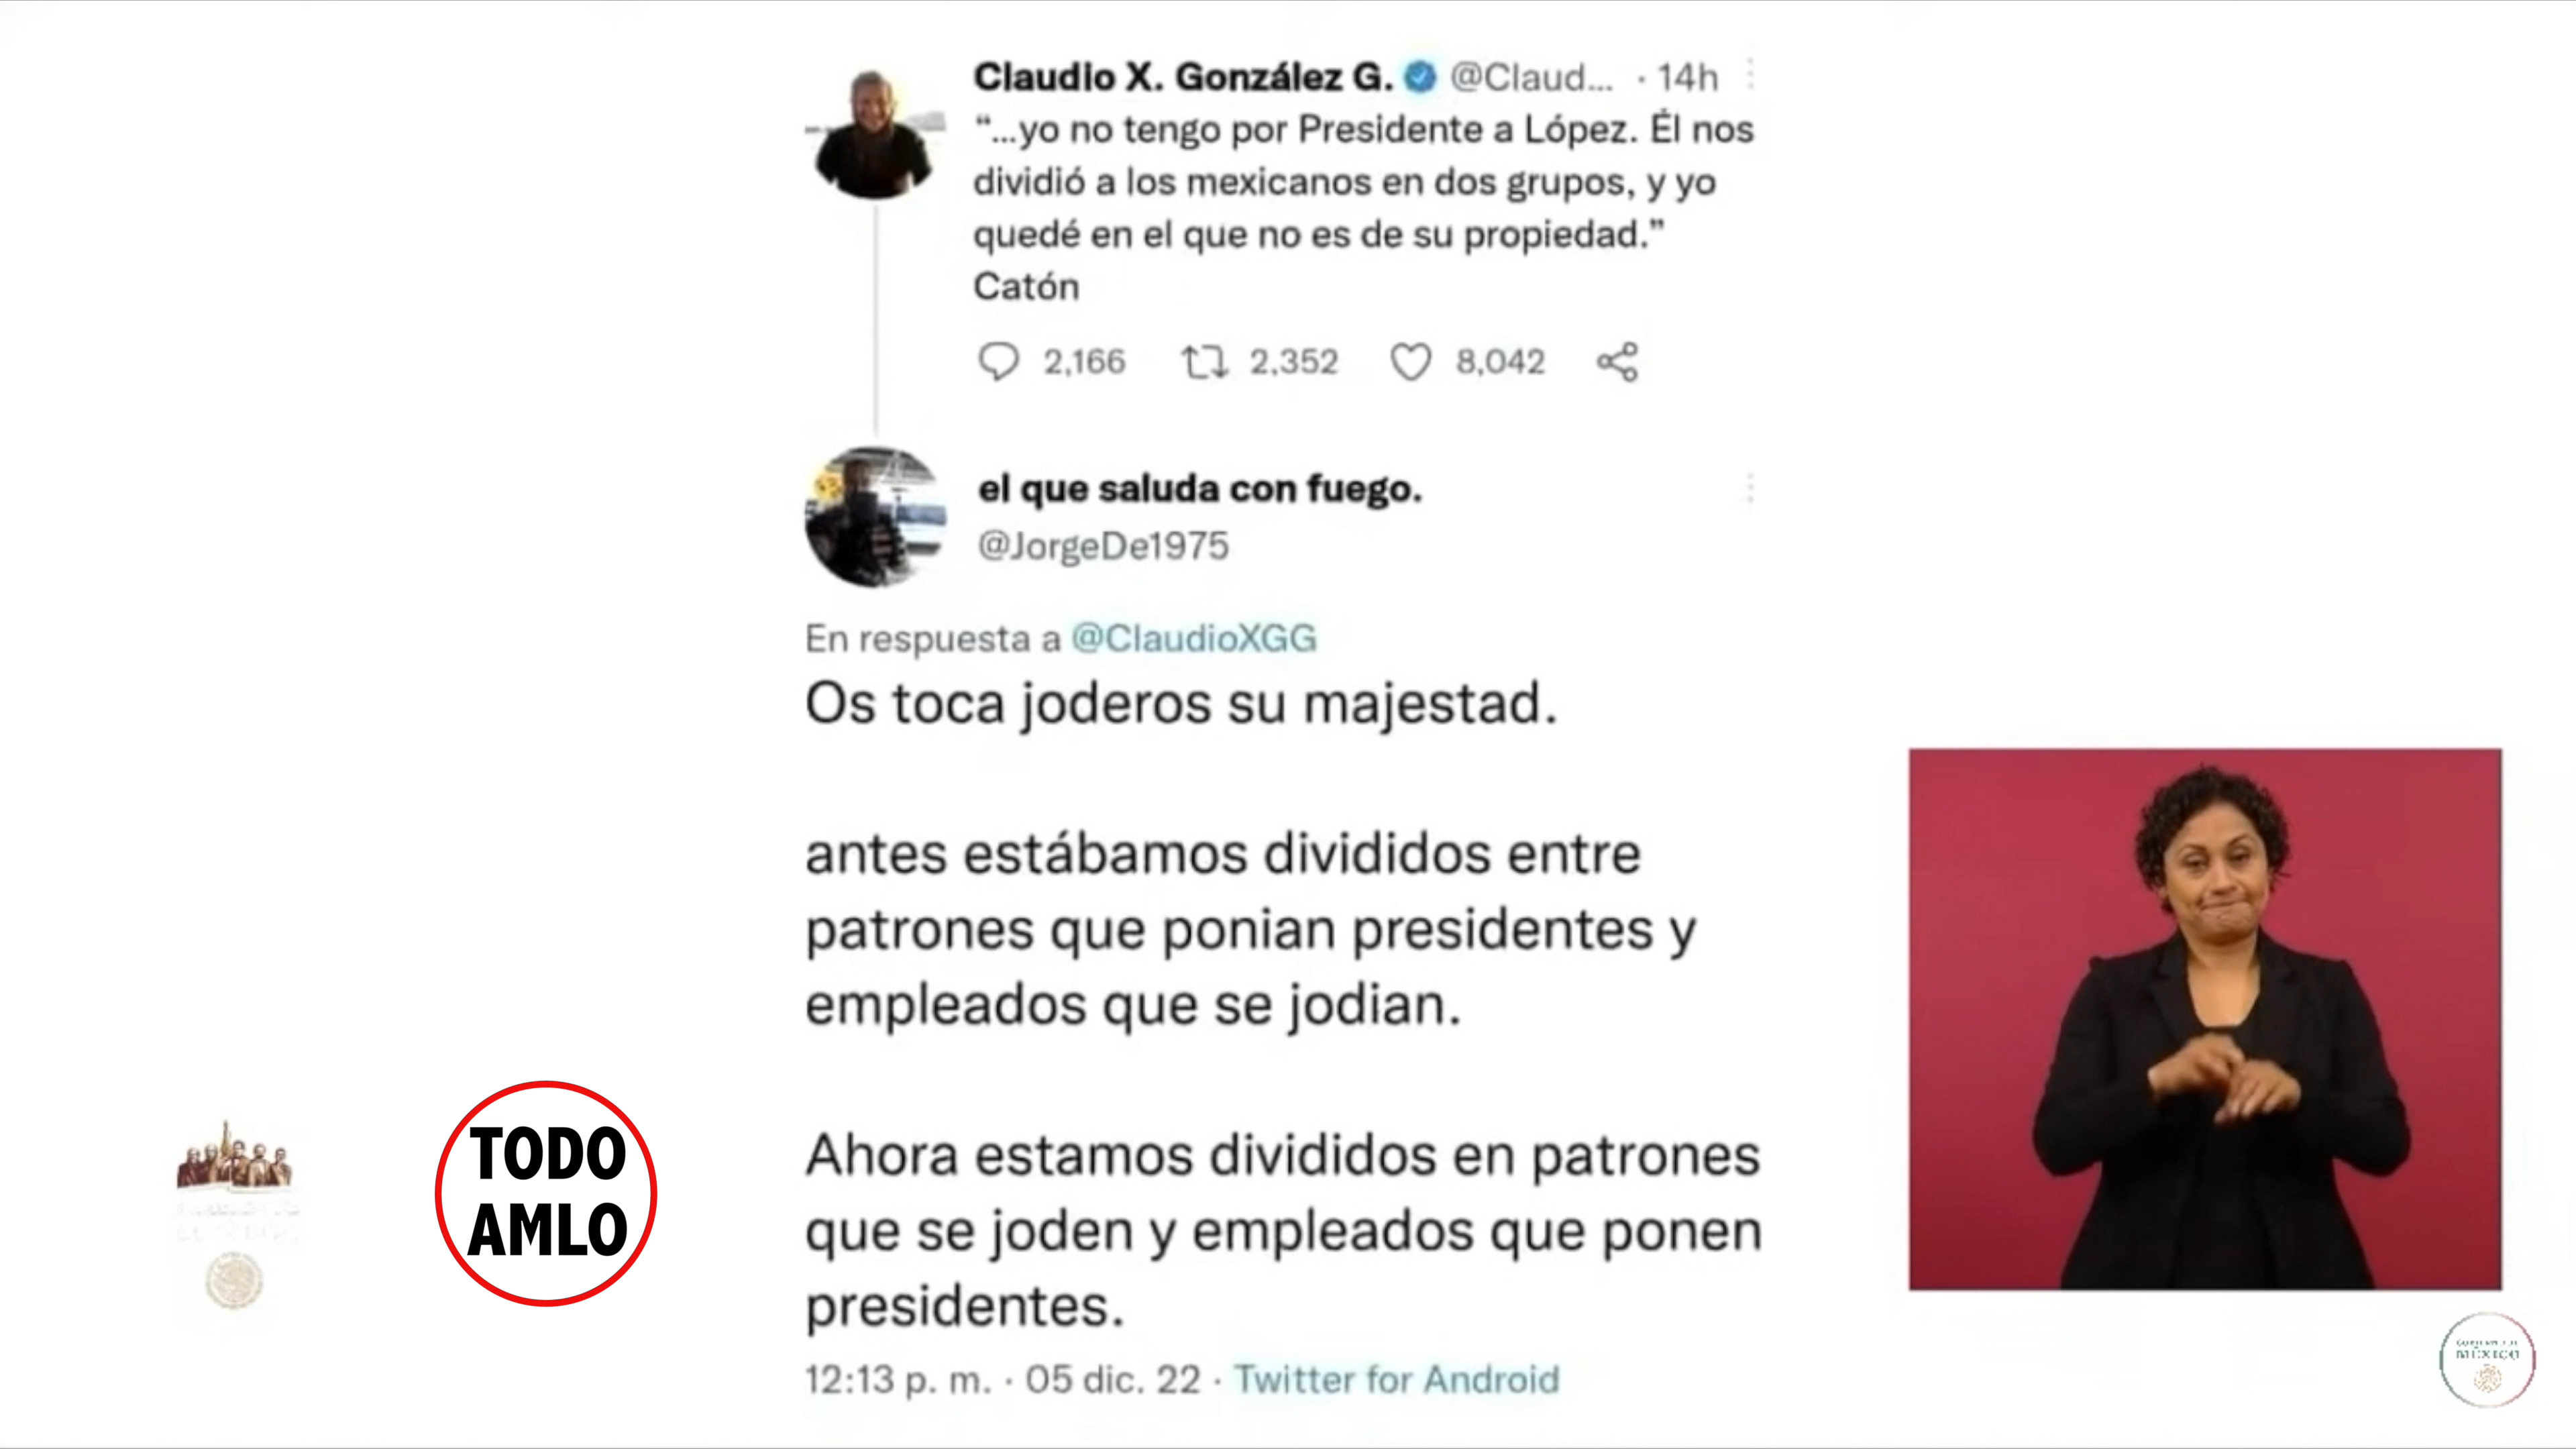 Claudio X. González G. @Claud... · 14h
“...yo no tengo por Presidente a López. Él nos
dividió a los mexicanos en dos grupos, y yo
quedé en el que no es de su propiedad.”
Catón
2,166 2,352 8,042
el que saluda con fuego.
@JorgeDe1975
En respuesta a @ClaudioXGG
Os toca joderos su majestad.
antes estábamos divididos entre
patrones que ponian presidentes y
empleados que se jodian.
Ahora estamos divididos en patrones
que se joden y empleados que ponen
presidentes.
12:13 p. m. · 05 dic. 22 · Twitter for Android
TODO
AMLO
MÉXICO